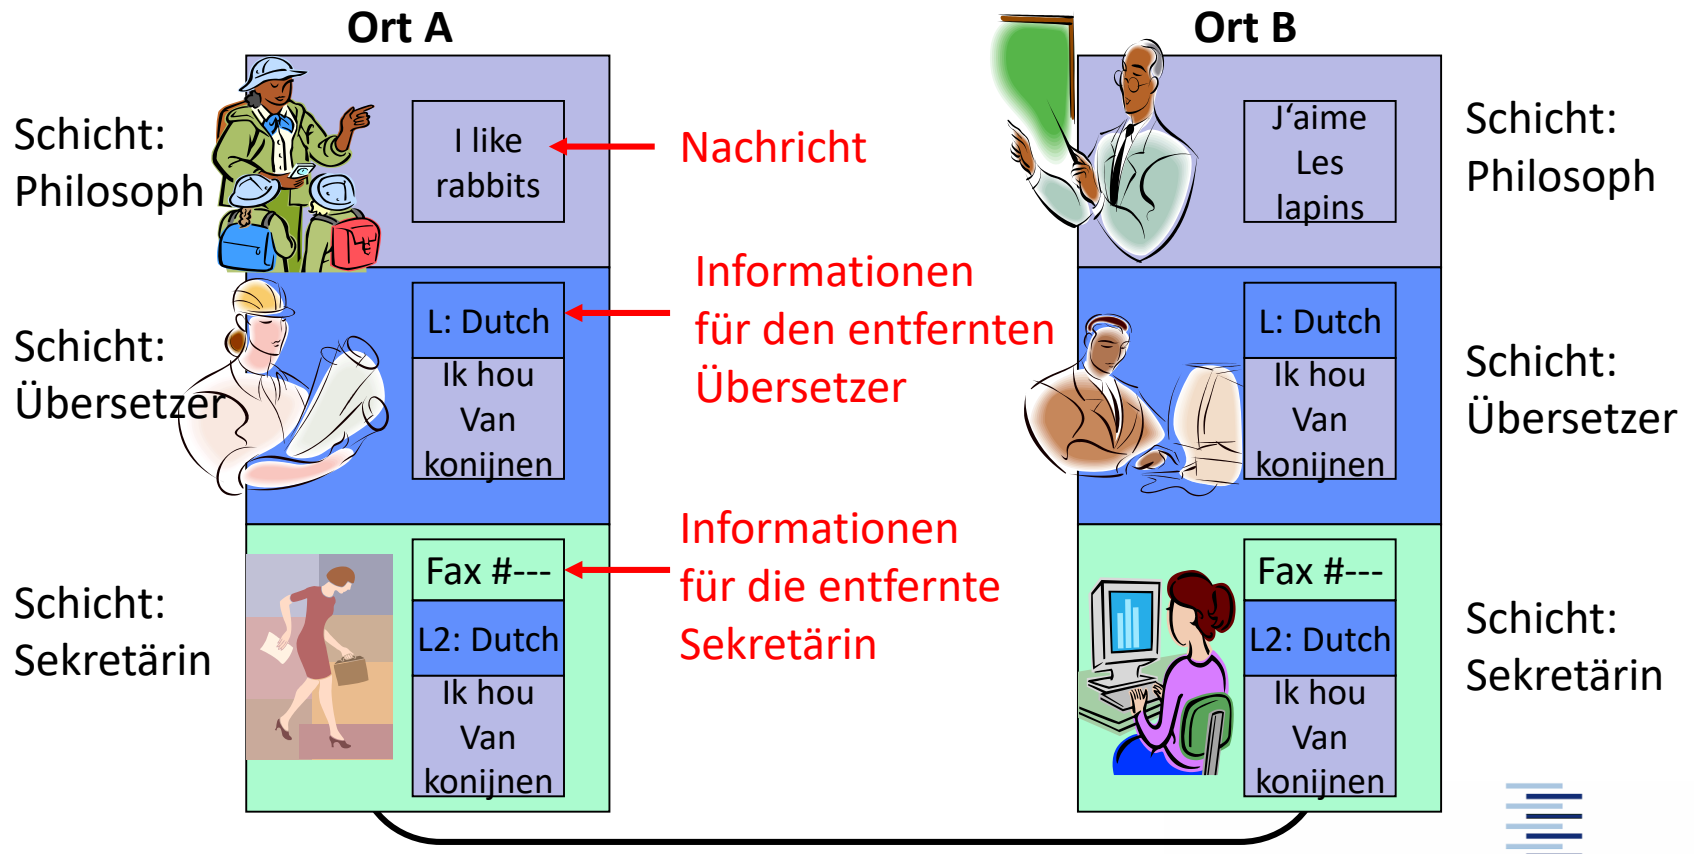 Ort A
Ort B
Schicht:
Philosoph
I like
rabbits
Nachricht
J‘aime
Les
lapins
Schicht:
Philosoph
Schicht:
Übersetzer
L: Dutch
Ik hou
Van
konijnen
Informationen
für den entfernten
Übersetzer
L: Dutch
Ik hou
Van
konijnen
Schicht:
Übersetzer
Schicht:
Sekretärin
Fax #---
L2: Dutch
Ik hou
Van
konijnen
Informationen
für die entfernte
Sekretärin
Fax #---
L2: Dutch
Ik hou
Van
konijnen
Schicht:
Sekretärin